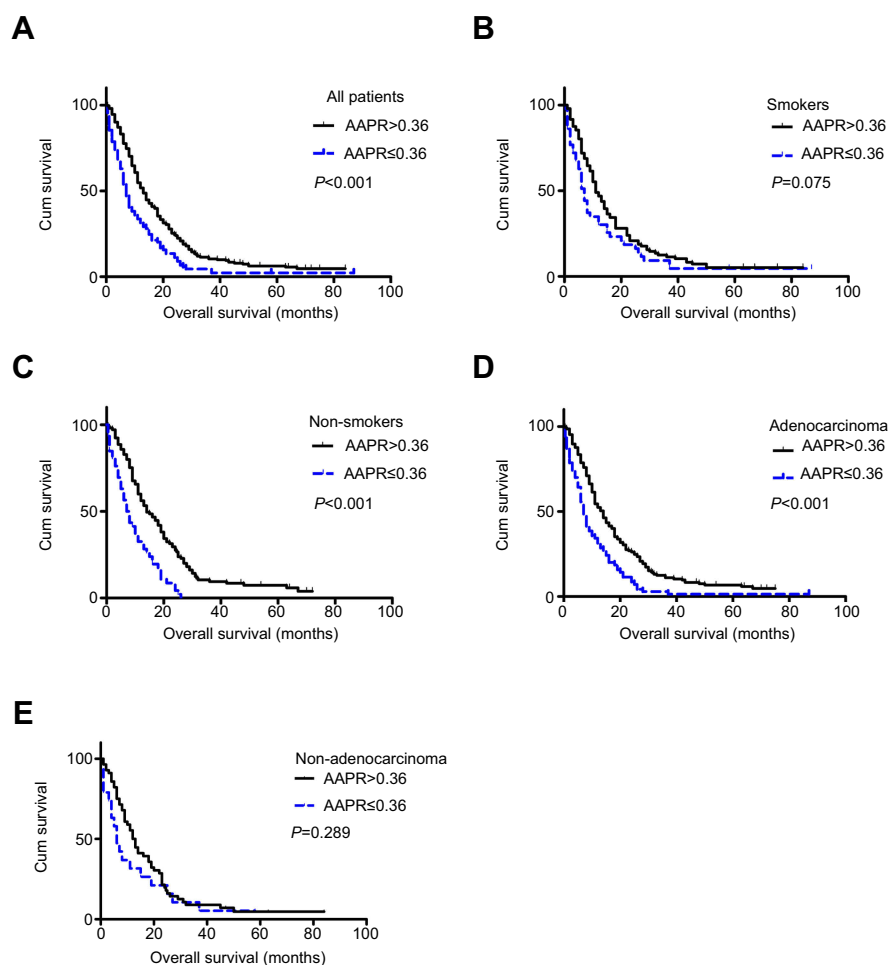 A
All patients
AAPR>0.36
AAPR≤0.36
P<0.001
Cum survival
100
50
0
0 20 40 60 80 100
Overall survival (months)
B
Smokers
AAPR>0.36
AAPR≤0.36
P=0.075
Cum survival
100
50
0
0 20 40 60 80 100
Overall survival (months)
C
Non-smokers
AAPR>0.36
AAPR≤0.36
P<0.001
Cum survival
100
50
0
0 20 40 60 80 100
Overall survival (months)
D
Adenocarcinoma
AAPR>0.36
AAPR≤0.36
P<0.001
Cum survival
100
50
0
0 20 40 60 80 100
Overall survival (months)
E
Non-adenocarcinoma
AAPR>0.36
AAPR≤0.36
P=0.289
Cum survival
100
50
0
0 20 40 60 80 100
Overall survival (months)